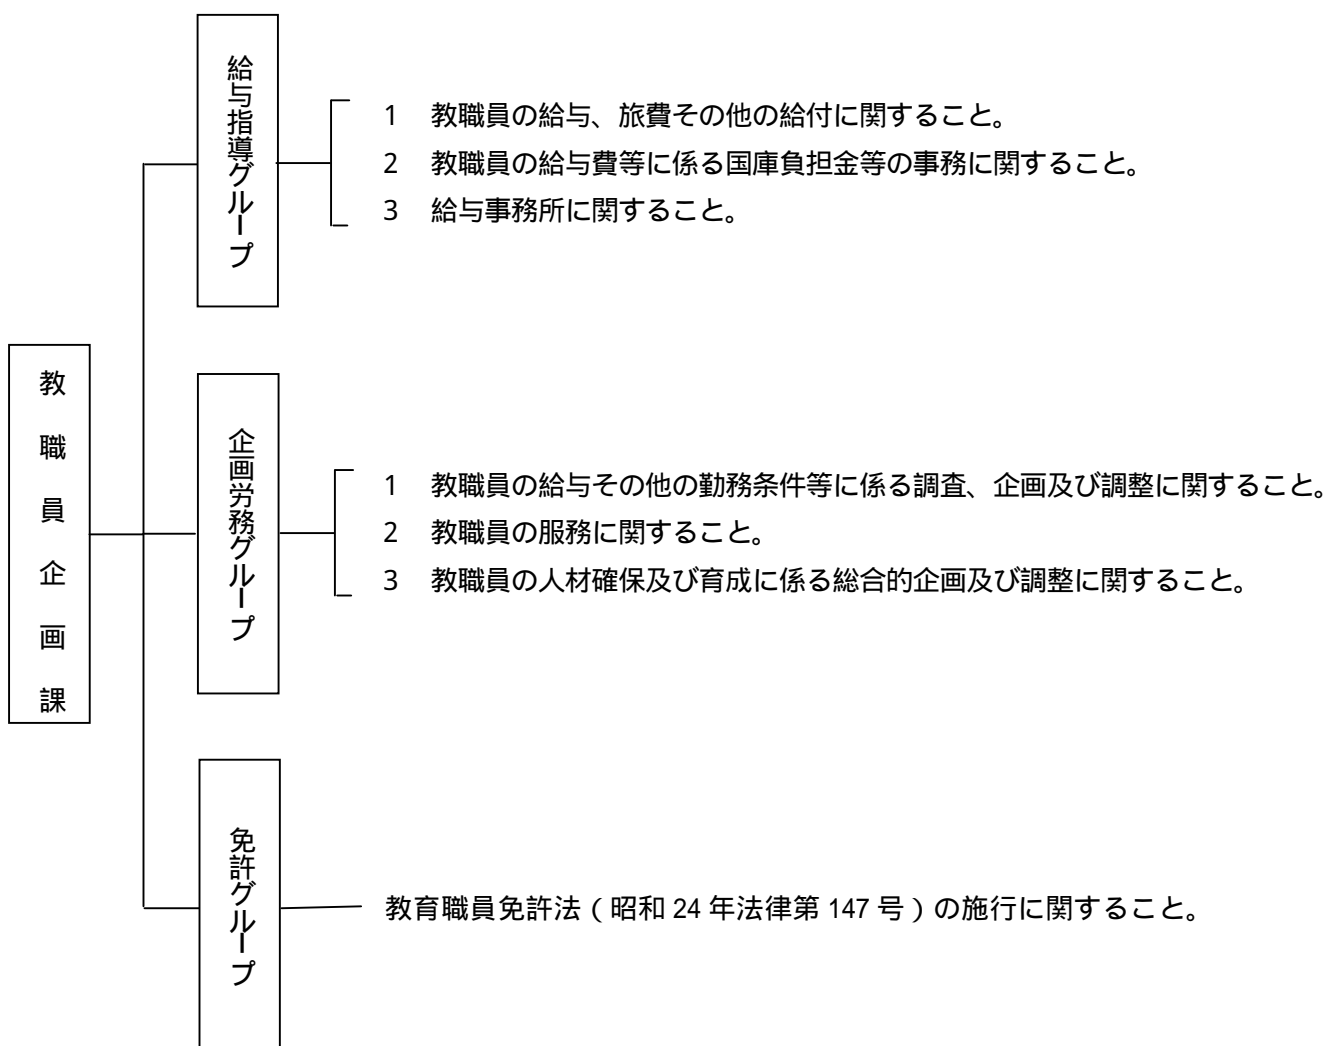 教職員企画課
給与指導グループ
1 教職員の給与、旅費その他の給付に関すること。
2 教職員の給与費等に係る国庫負担金等の事務に関すること。
3 給与事務所に関すること。
企画労務グループ
1 教職員の給与その他の勤務条件等に係る調査、企画及び調整に関すること。
2 教職員の服務に関すること。
3 教職員の人材確保及び育成に係る総合的企画及び調整に関すること。
免許グループ
教育職員免許法（昭和 24 年法律第 147 号）の施行に関すること。